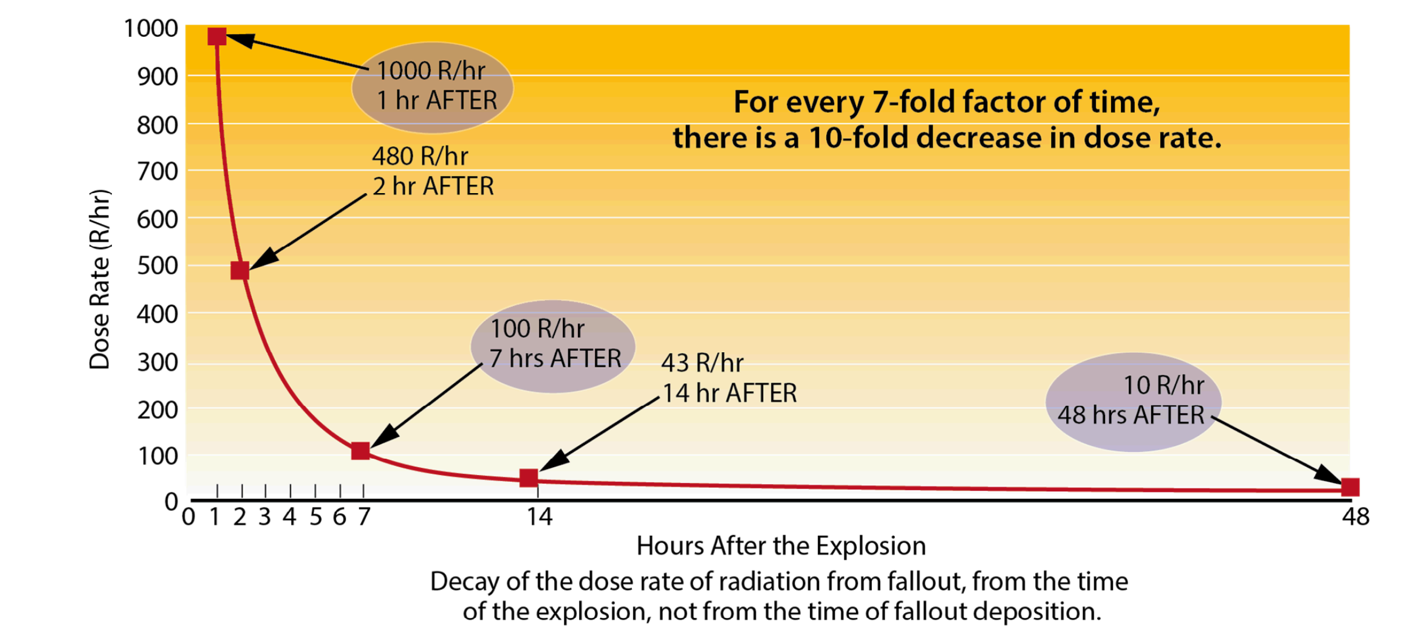 1000
900
800
700
600
500
400
300
200
100
0
Dose Rate (R/hr)
1000 R/hr
1 hr AFTER
480 R/hr
2 hr AFTER
100 R/hr
7 hrs AFTER
43 R/hr
14 hr AFTER
10 R/hr
48 hrs AFTER
For every 7-fold factor of time,
there is a 10-fold decrease in dose rate.
0 1 2 3 4 5 6 7 14 48
Hours After the Explosion
Decay of the dose rate of radiation from fallout, from the time
of the explosion, not from the time of fallout deposition.